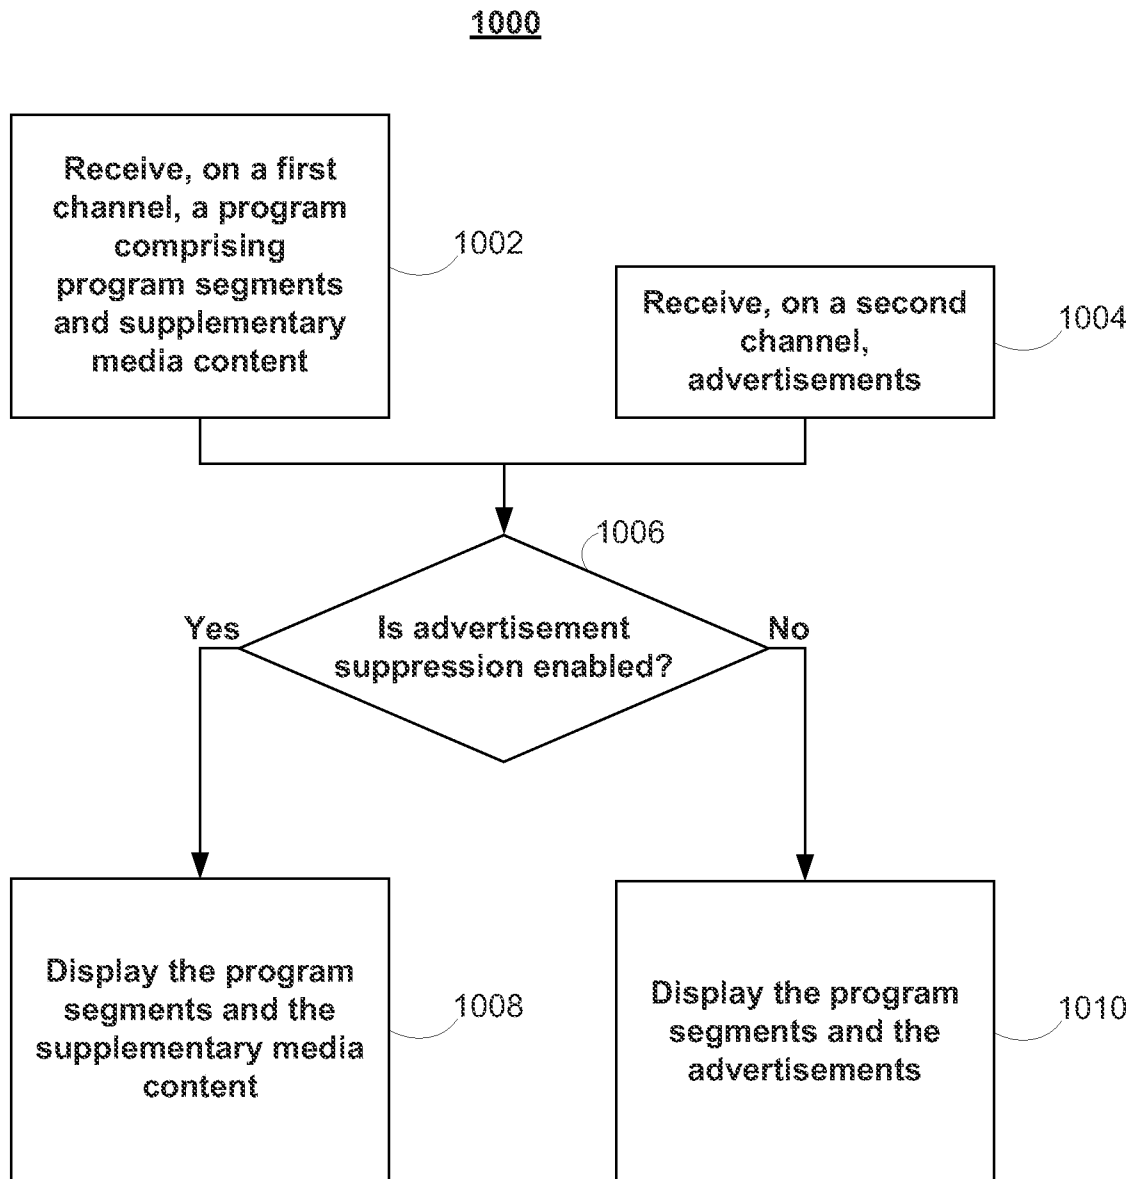 1000
Receive, on a first
channel, a program
comprising
program segments
and supplementary
media content
1002
Receive, on a second
channel,
advertisements
1004
1006
Is advertisement
suppression enabled?
Yes
No
Display the program
segments and the
supplementary media
content
1008
Display the program
segments and the
advertisements
1010